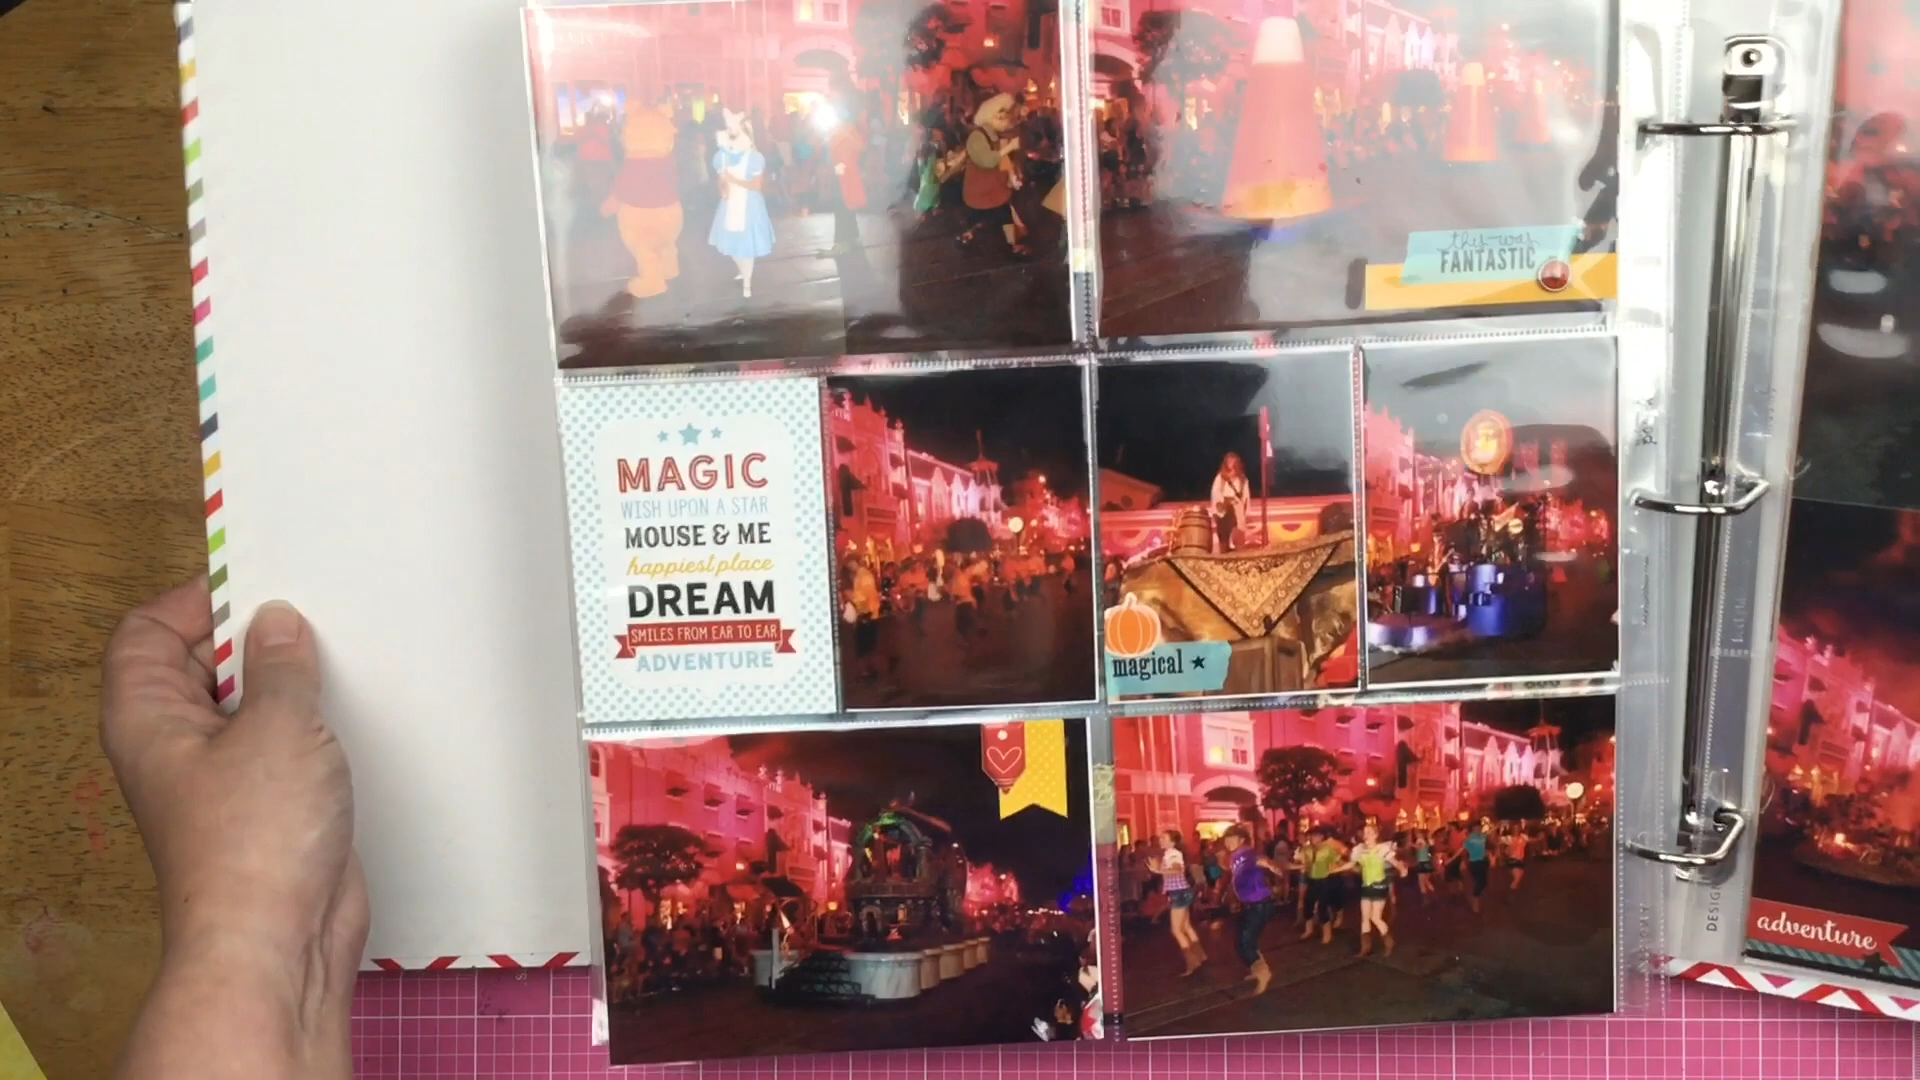 this was
FANTASTIC
MAGIC
WISH UPON A STAR
MOUSE & ME
happiest place
DREAM
SMILES FROM EAR TO EAR
ADVENTURE
magical
adventure
DESIGN